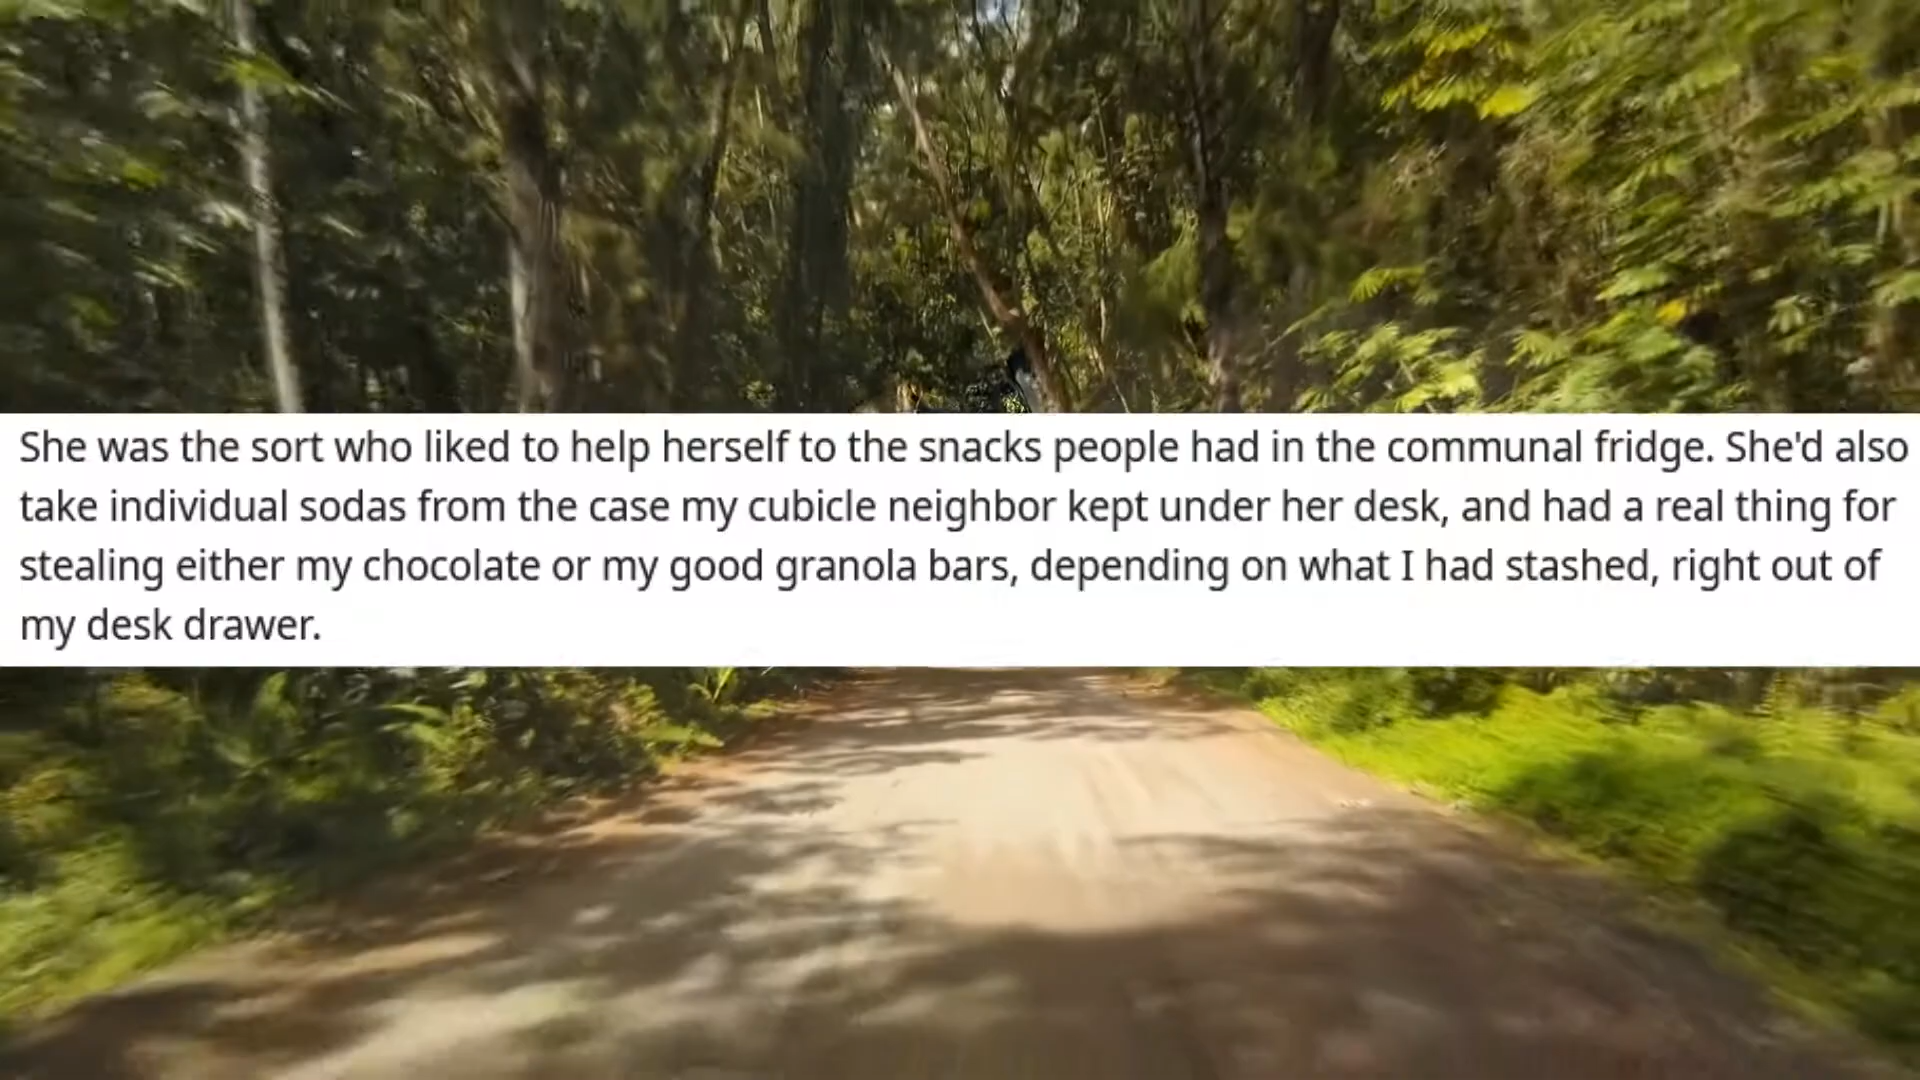 She was the sort who liked to help herself to the snacks people had in the communal fridge. She'd also
take individual sodas from the case my cubicle neighbor kept under her desk, and had a real thing for
stealing either my chocolate or my good granola bars, depending on what I had stashed, right out of
my desk drawer.